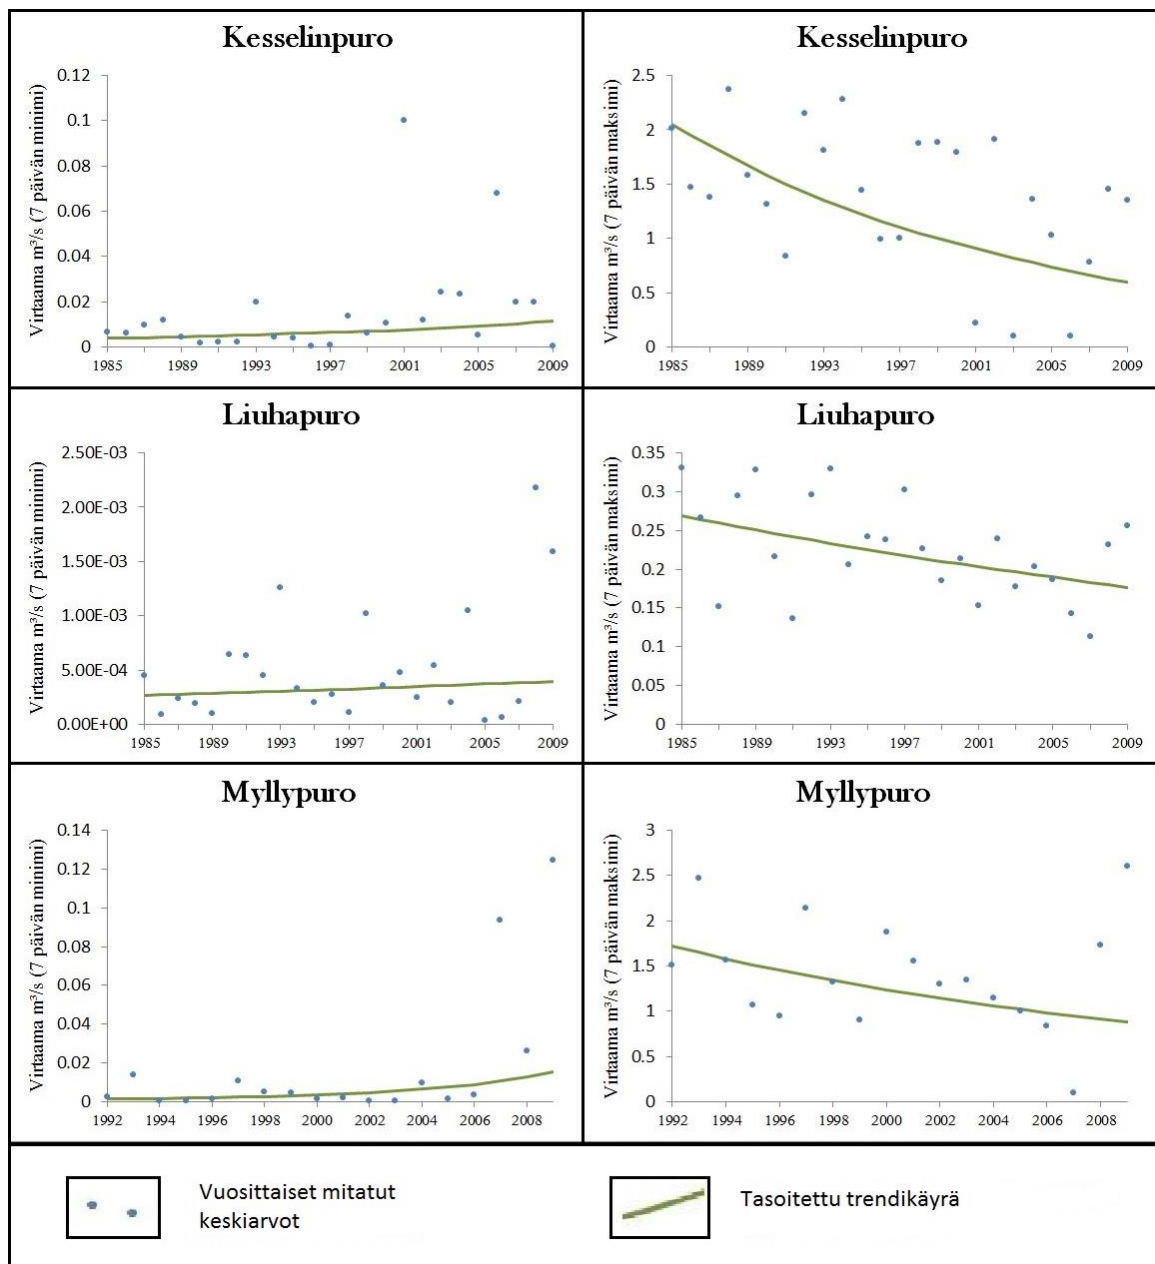 Kesselinpuro
Virtaama m³/s (7 päivän minimi)
0.12
0.1
0.08
0.06
0.04
0.02
0
1985 1989 1993 1997 2001 2005 2009
Kesselinpuro
Virtaama m³/s (7 päivän maksimi)
2.5
2
1.5
1
0.5
0
1985 1989 1993 1997 2001 2005 2009
Liuhapuro
Virtaama m³/s (7 päivän minimi)
2.50E-03
2.00E-03
1.50E-03
1.00E-03
5.00E-04
0.00E+00
1985 1989 1993 1997 2001 2005 2009
Liuhapuro
Virtaama m³/s (7 päivän maksimi)
0.35
0.3
0.25
0.2
0.15
0.1
0.05
0
1985 1989 1993 1997 2001 2005 2009
Myllypuro
Virtaama m³/s (7 päivän minimi)
0.14
0.12
0.1
0.08
0.06
0.04
0.02
0
1992 1994 1996 1998 2000 2002 2004 2006 2008
Myllypuro
Virtaama m³/s (7 päivän maksimi)
3
2.5
2
1.5
1
0.5
0
1992 1994 1996 1998 2000 2002 2004 2006 2008
Vuosittaiset mitatut
keskiarvot
Tasoitettu trendikäyrä